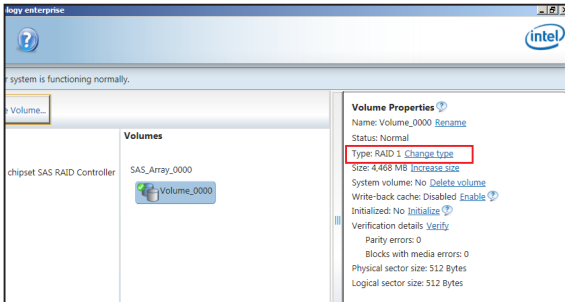 ology enterprise
intel
r system is functioning normally.
e Volume...
Volumes
chipset SAS RAID Controller
SAS_Array_0000
Volume_0000
Volume Properties
Name: Volume_0000 Rename
Status: Normal
Type: RAID 1 Change type
Size: 4,468 MB Increase size
System volume: No Delete volume
Write-back cache: Disabled Enable
Initialized: No Initialize
Verification details Verify
Parity errors: 0
Blocks with media errors: 0
Physical sector size: 512 Bytes
Logical sector size: 512 Bytes